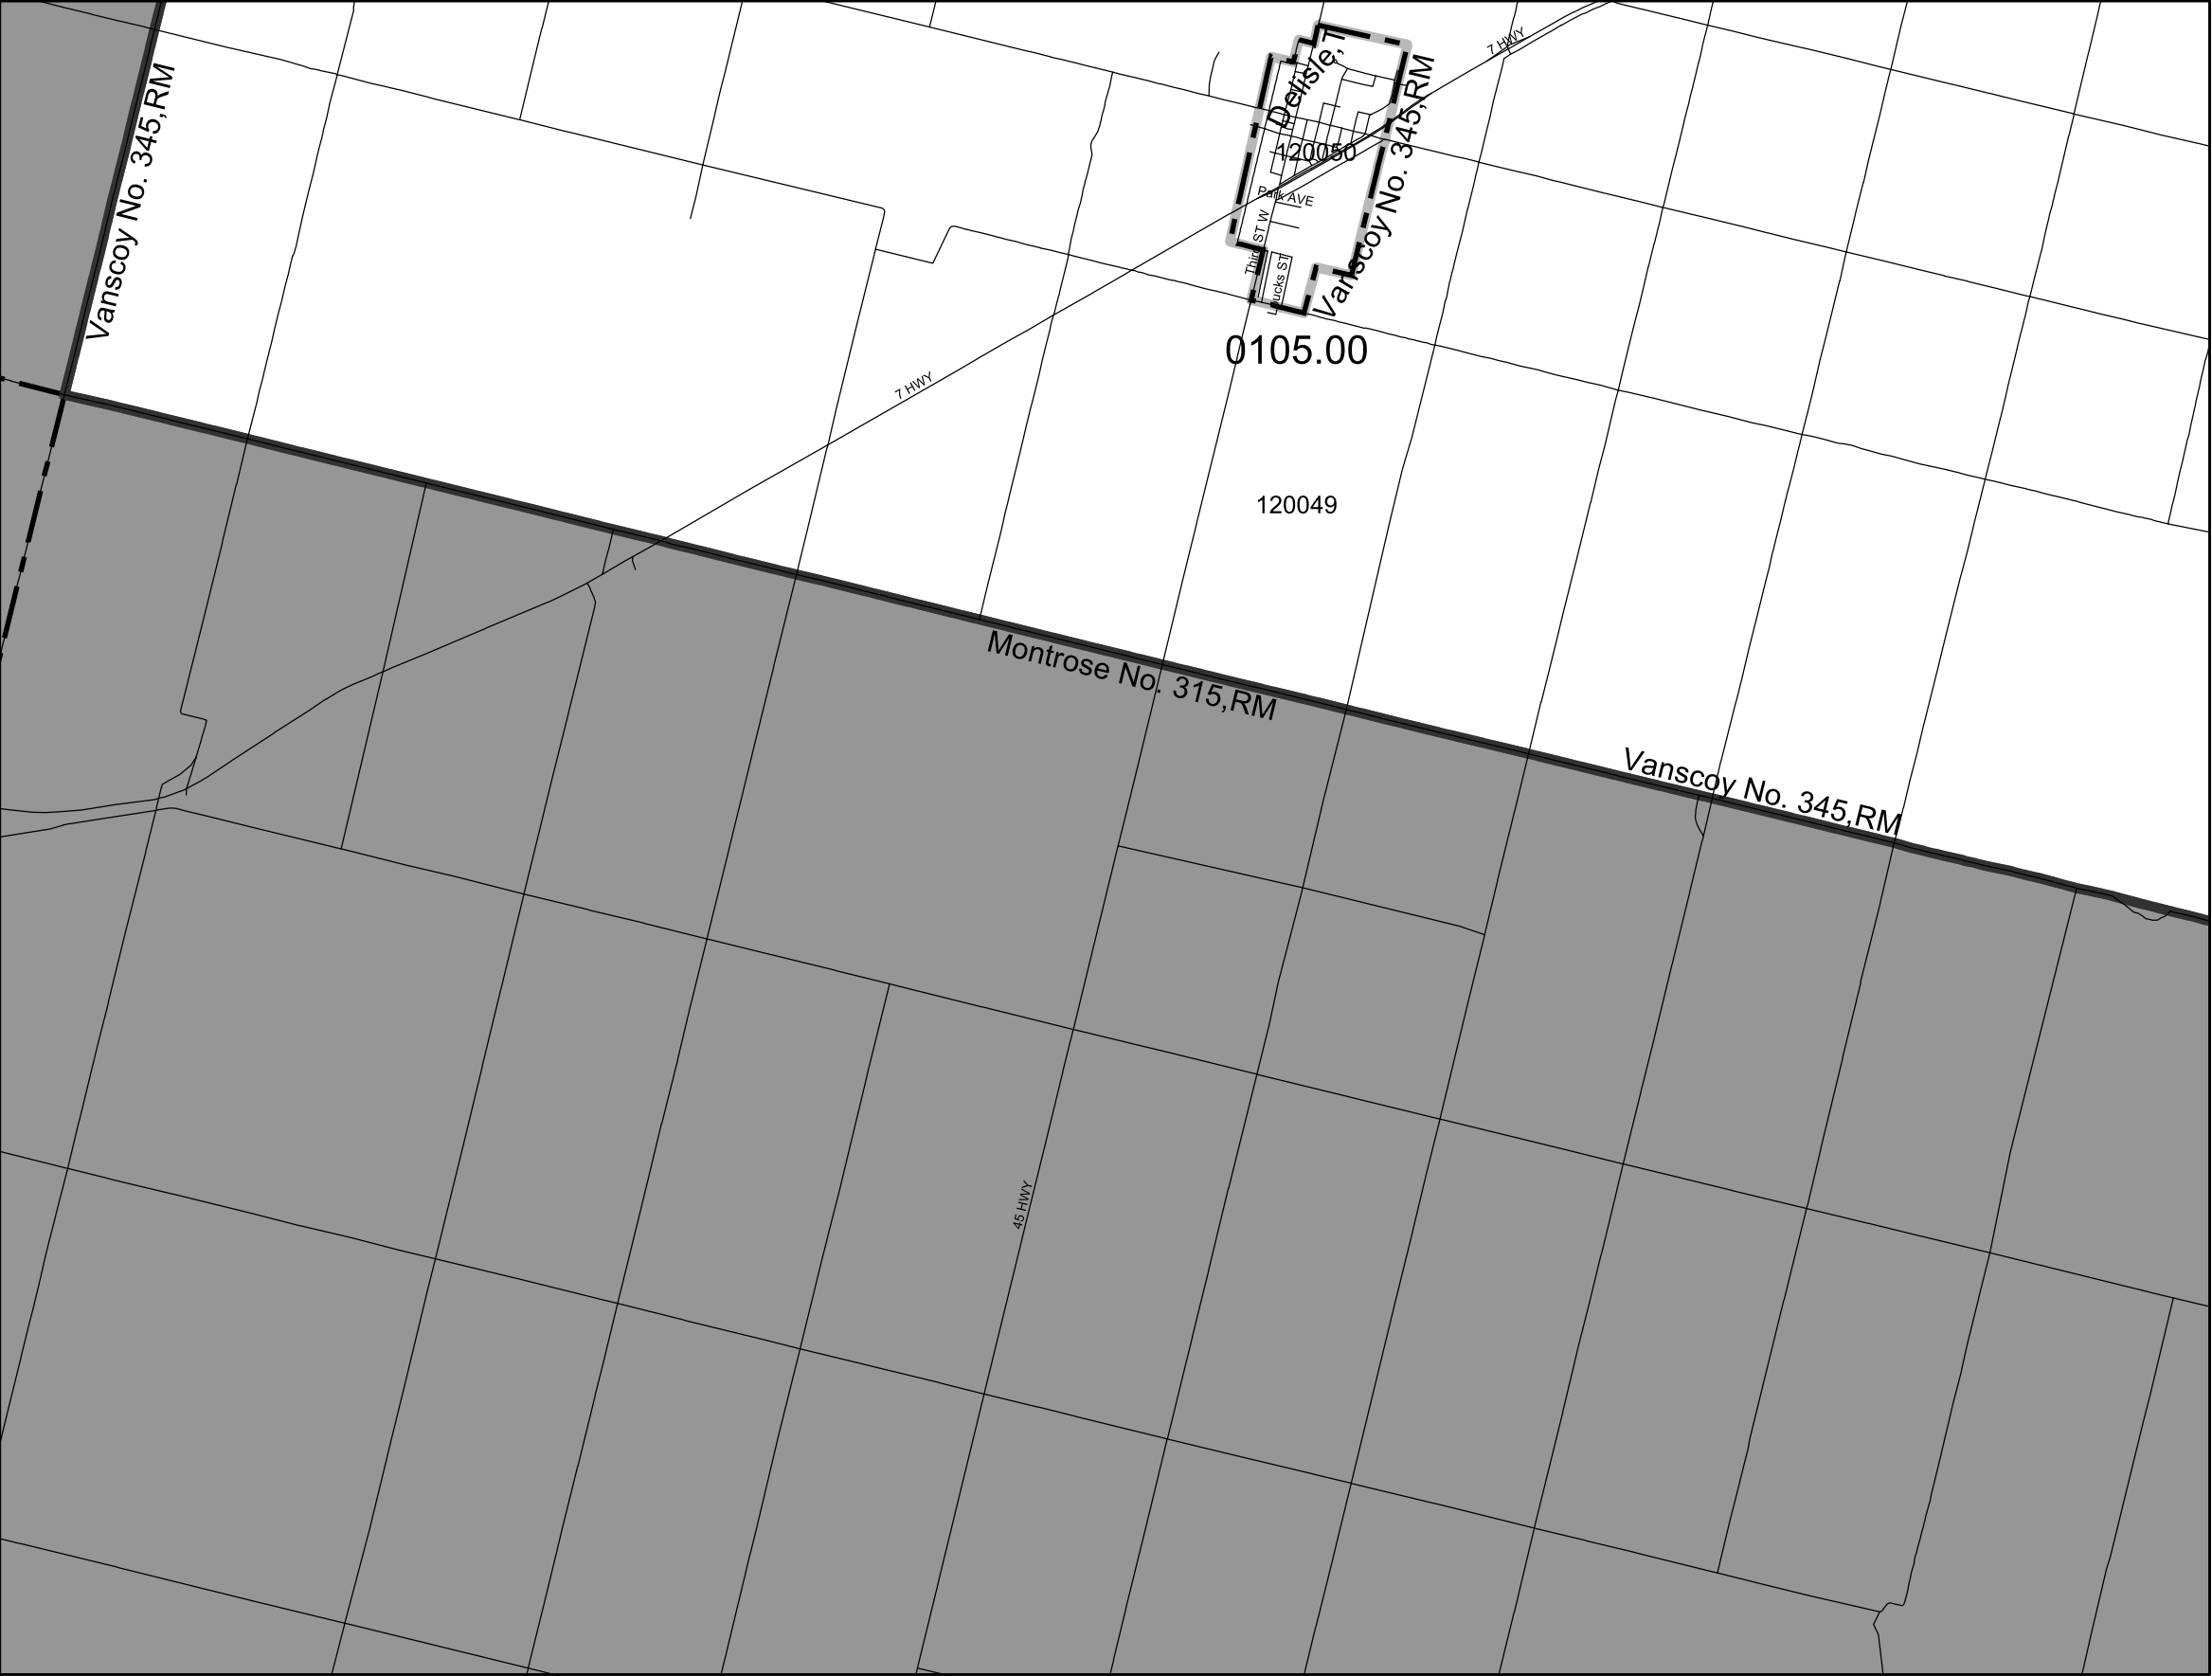 7 HWY
Delisle,T
Vanscoy No. 345,RM
Vanscoy No. 345,RM
120050
Park AVE
Third ST W
Loucks ST
0105.00
7 HWY
120049
Montrose No. 315,RM
Vanscoy No. 345,RM
45 HWY